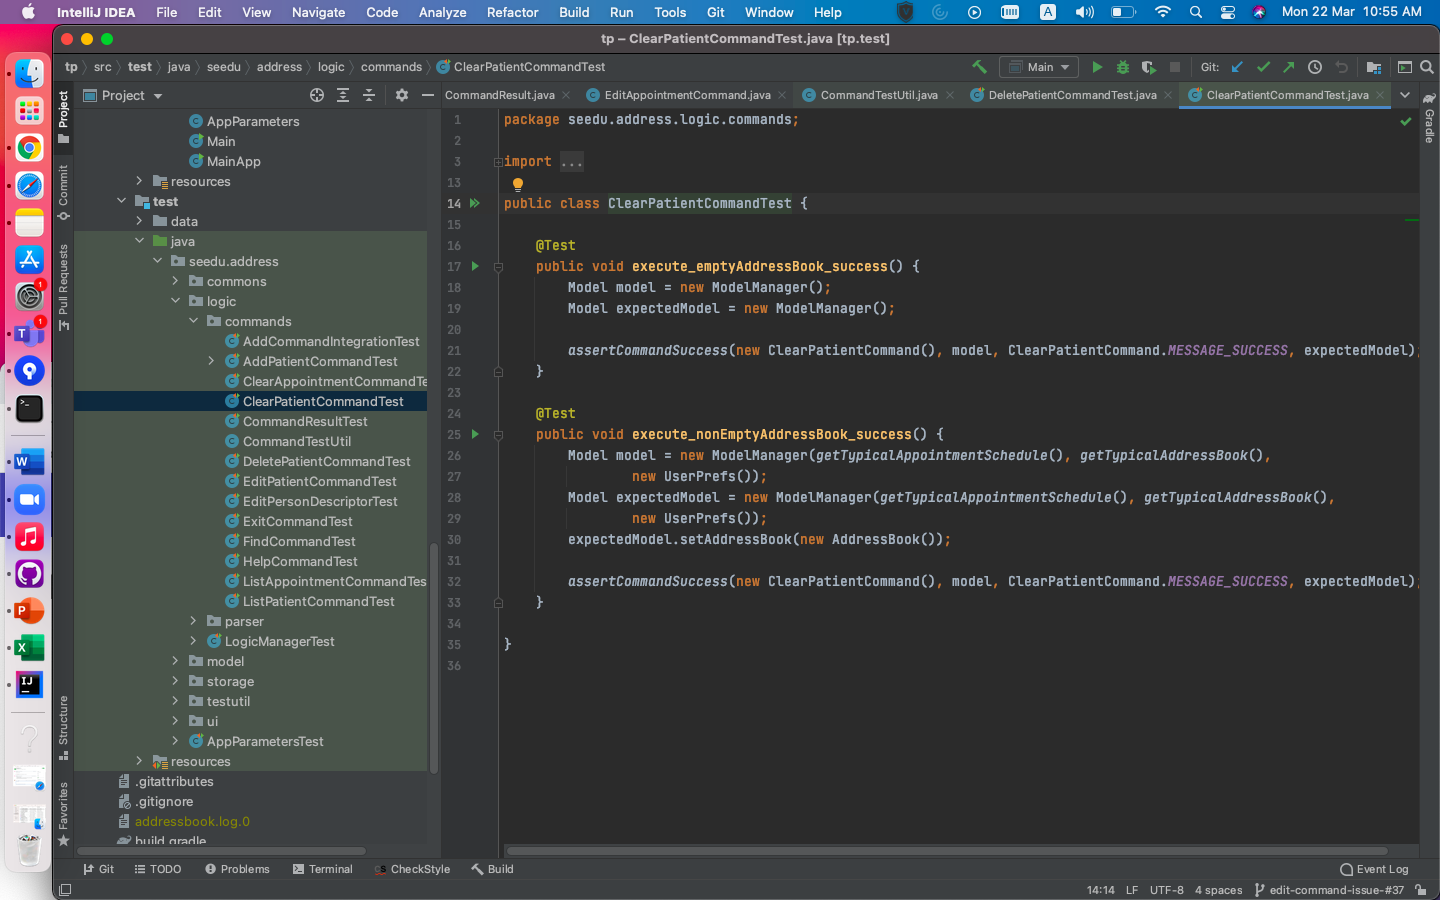 IntelliJ IDEA File Edit View Navigate Code Analyze Refactor Build Run Tools Git Window Help A Mon 22 Mar 10:55 AM
tp – ClearPatientCommandTest.java [tp.test]
tp src test java seedu address logic commands ClearPatientCommandTest Main Git:
Project CommandResult.java EditAppointmentCommand.java CommandTestUtil.java DeletePatientCommandTest.java ClearPatientCommandTest.java
Project
Commit
Pull Requests
Structure
Favorites
Gradle
AppParameters
Main
MainApp
resources
test
data
java
seedu.address
commons
logic
commands
AddCommandIntegrationTest
AddPatientCommandTest
ClearAppointmentCommandTe
ClearPatientCommandTest
CommandResultTest
CommandTestUtil
DeletePatientCommandTest
EditPatientCommandTest
EditPersonDescriptorTest
ExitCommandTest
FindCommandTest
HelpCommandTest
ListAppointmentCommandTes
ListPatientCommandTest
parser
LogicManagerTest
model
storage
testutil
ui
AppParametersTest
resources
.gitattributes
.gitignore
addressbook.log.0
build.gradle
1 package seedu.address.logic.commands;
2
3 import ...
13
14 public class ClearPatientCommandTest {
15
16 @Test
17 public void execute_emptyAddressBook_success() {
18 Model model = new ModelManager();
19 Model expectedModel = new ModelManager();
20
21 assertCommandSuccess(new ClearPatientCommand(), model, ClearPatientCommand.MESSAGE_SUCCESS, expectedModel);
22 }
23
24 @Test
25 public void execute_nonEmptyAddressBook_success() {
26 Model model = new ModelManager(getTypicalAppointmentSchedule(), getTypicalAddressBook(),
27 new UserPrefs());
28 Model expectedModel = new ModelManager(getTypicalAppointmentSchedule(), getTypicalAddressBook(),
29 new UserPrefs());
30 expectedModel.setAddressBook(new AddressBook());
31
32 assertCommandSuccess(new ClearPatientCommand(), model, ClearPatientCommand.MESSAGE_SUCCESS, expectedModel);
33 }
34
35 }
36
Git TODO Problems Terminal CheckStyle Build Event Log
14:14 LF UTF-8 4 spaces edit-command-issue-#37